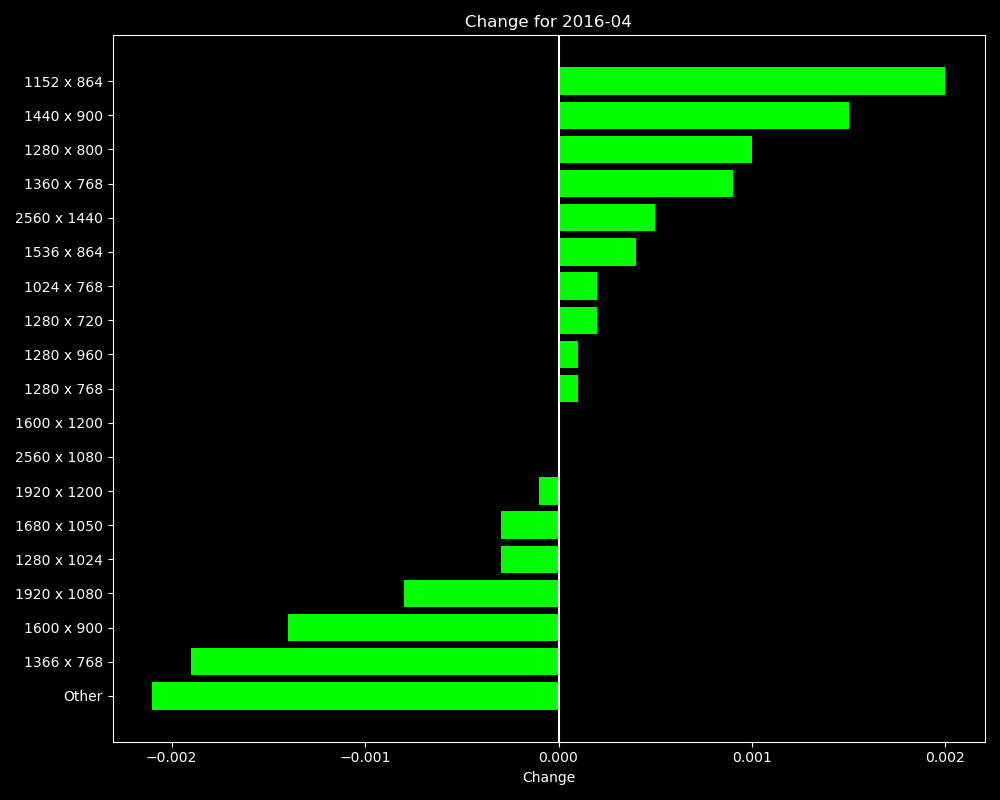 Change for 2016-04
1152 x 864
1440 x 900
1280 x 800
1360 x 768
2560 x 1440
1536 x 864
1024 x 768
1280 x 720
1280 x 960
1280 x 768
1600 x 1200
2560 x 1080
1920 x 1200
1680 x 1050
1280 x 1024
1920 x 1080
1600 x 900
1366 x 768
Other
−0.002 −0.001 0.000 0.001 0.002
Change